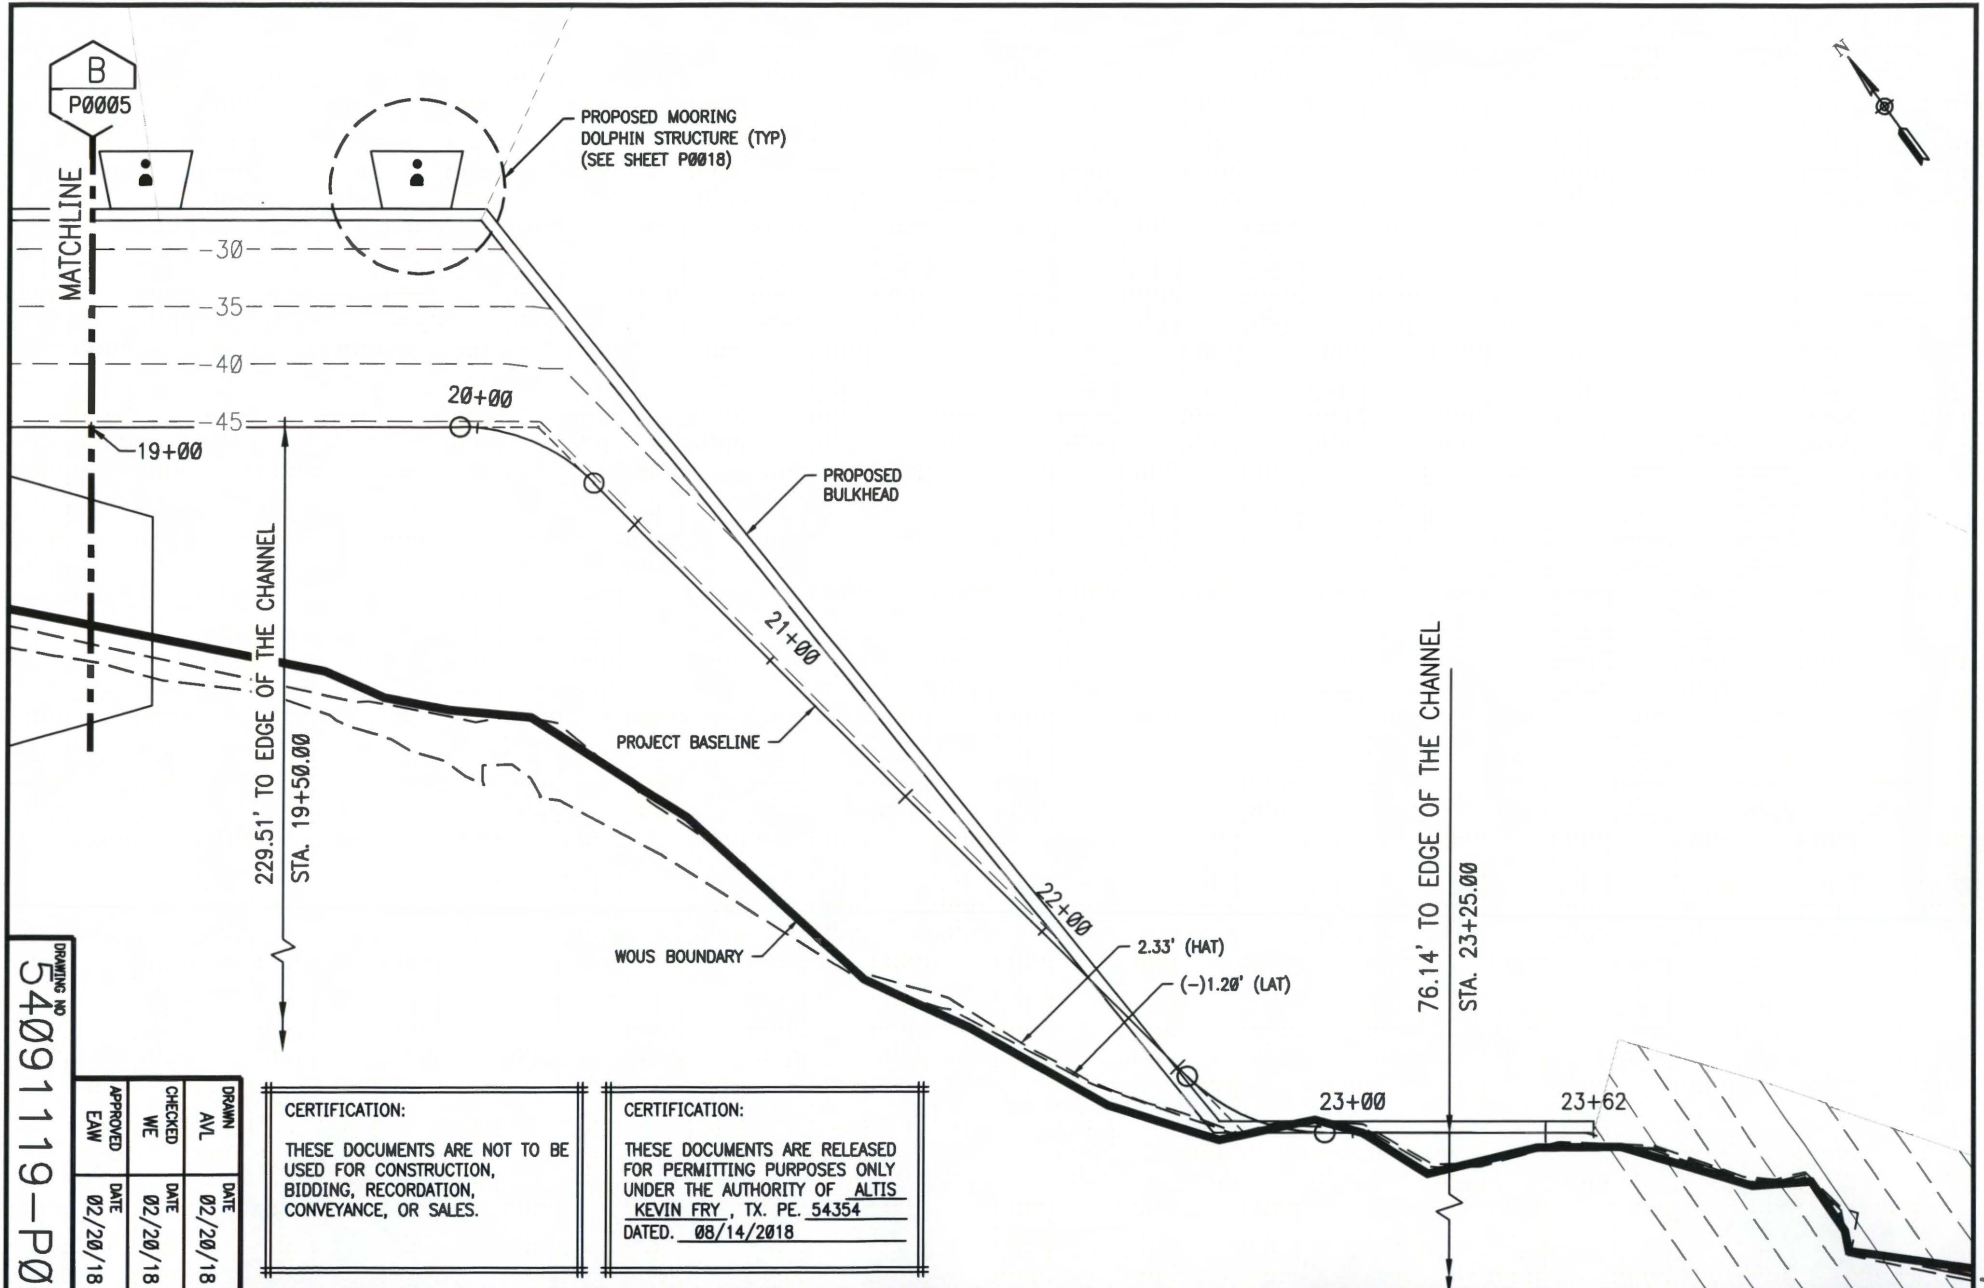 B
P0005
MATCHLINE
PROPOSED MOORING
DOLPHIN STRUCTURE (TYP)
(SEE SHEET P0018)
N
-30
-35
-40
-45
20+00
19+00
PROPOSED
BULKHEAD
229.51' TO EDGE OF THE CHANNEL
STA. 19+50.00
21+00
PROJECT BASELINE
22+00
WOUS BOUNDARY
2.33' (HAT)
(-)1.20' (LAT)
76.14' TO EDGE OF THE CHANNEL
STA. 23+25.00
23+00
23+62
DRAWING NO
54091119-P0
DRAWN
AVL
DATE
02/20/18
CHECKED
WE
DATE
02/20/18
APPROVED
EAW
DATE
02/20/18
CERTIFICATION:
THESE DOCUMENTS ARE NOT TO BE
USED FOR CONSTRUCTION,
BIDDING, RECORDATION,
CONVEYANCE, OR SALES.
CERTIFICATION:
THESE DOCUMENTS ARE RELEASED
FOR PERMITTING PURPOSES ONLY
UNDER THE AUTHORITY OF ALTIS
KEVIN FRY, TX. PE. 54354
DATED. 08/14/2018